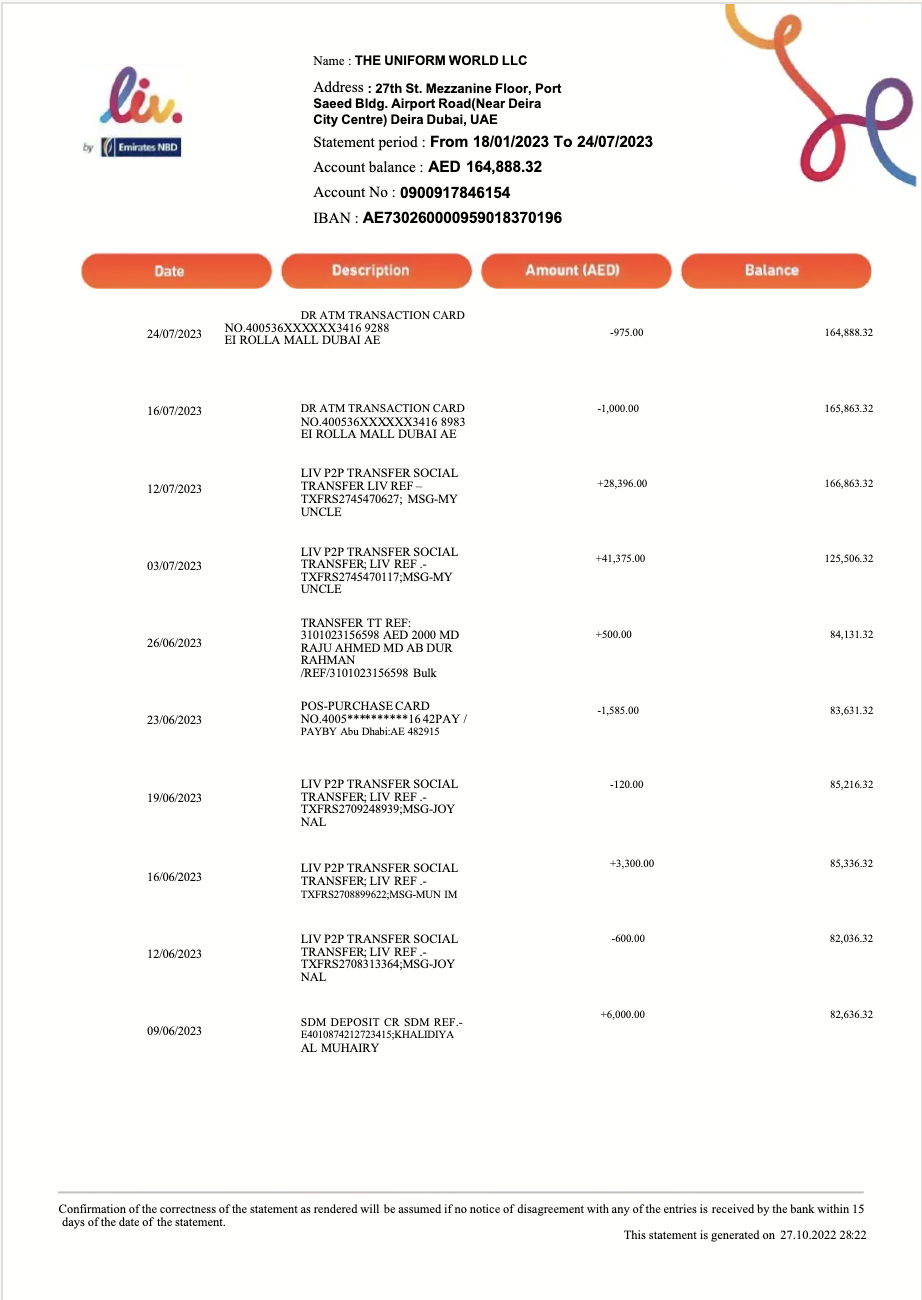 liv.
by Emirates NBD
Name : THE UNIFORM WORLD LLC
Address : 27th St. Mezzanine Floor, Port
Saeed Bldg. Airport Road(Near Deira
City Centre) Deira Dubai, UAE
Statement period : From 18/01/2023 To 24/07/2023
Account balance : AED 164,888.32
Account No : 0900917846154
IBAN : AE730260000959018370196
Date Description Amount (AED) Balance
DR ATM TRANSACTION CARD
24/07/2023 NO.400536XXXXXX3416 9288 -975.00 164,888.32
EI ROLLA MALL DUBAI AE
16/07/2023 DR ATM TRANSACTION CARD -1,000.00 165,863.32
NO.400536XXXXXX3416 8983
EI ROLLA MALL DUBAI AE
LIV P2P TRANSFER SOCIAL
12/07/2023 TRANSFER LIV REF – +28,396.00 166,863.32
TXFRS2745470627; MSG-MY
UNCLE
LIV P2P TRANSFER SOCIAL
03/07/2023 TRANSFER; LIV REF .- +41,375.00 125,506.32
TXFRS2745470117;MSG-MY
UNCLE
TRANSFER TT REF:
26/06/2023 3101023156598 AED 2000 MD +500.00 84,131.32
RAJU AHMED MD AB DUR
RAHMAN
/REF/3101023156598 Bulk
POS-PURCHASE CARD
23/06/2023 NO.4005**********16 42PAY / -1,585.00 83,631.32
PAYBY Abu Dhabi:AE 482915
LIV P2P TRANSFER SOCIAL
19/06/2023 TRANSFER; LIV REF .- -120.00 85,216.32
TXFRS2709248939;MSG-JOY
NAL
LIV P2P TRANSFER SOCIAL
16/06/2023 TRANSFER; LIV REF .- +3,300.00 85,336.32
TXFRS2708899622;MSG-MUN IM
LIV P2P TRANSFER SOCIAL
12/06/2023 TRANSFER; LIV REF .- -600.00 82,036.32
TXFRS2708313364;MSG-JOY
NAL
SDM DEPOSIT CR SDM REF.-
09/06/2023 E4010874212723415;KHALIDIYA +6,000.00 82,636.32
AL MUHAIRY
Confirmation of the correctness of the statement as rendered will be assumed if no notice of disagreement with any of the entries is received by the bank within 15
days of the date of the statement.
This statement is generated on 27.10.2022 28:22